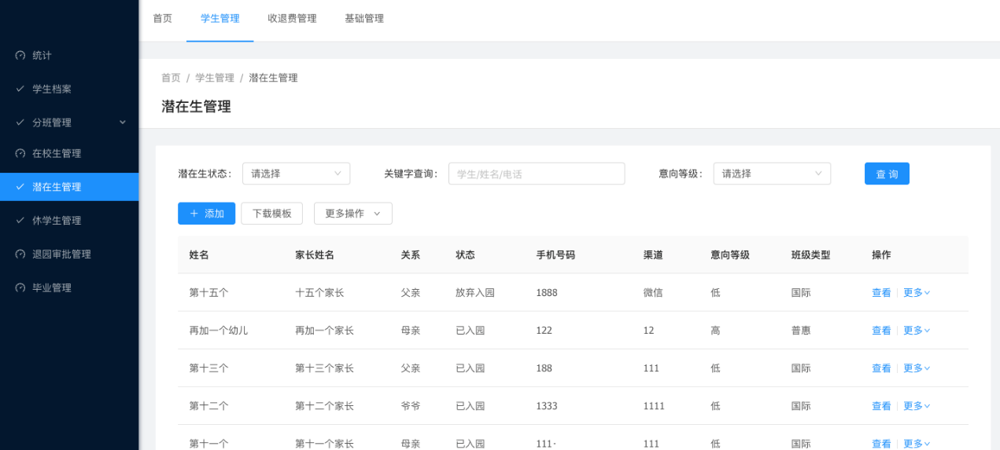 首页 学生管理 收退费管理 基础管理
统计
学生档案
分班管理
在校生管理
潜在生管理
休学生管理
退园审批管理
毕业管理
首页 / 学生管理 / 潜在生管理
潜在生管理
潜在生状态： 请选择 关键字查询： 学生/姓名/电话 意向等级： 请选择 查 询
添加 下载模板 更多操作
姓名 家长姓名 关系 状态 手机号码 渠道 意向等级 班级类型 操作
第十五个 十五个家长 父亲 放弃入园 1888 微信 低 国际 查看 更多
再加一个幼儿 再加一个家长 母亲 已入园 122 12 高 普惠 查看 更多
第十三个 第十三个家长 父亲 已入园 188 111 低 国际 查看 更多
第十二个 第十二个家长 爷爷 已入园 1333 1111 低 国际 查看 更多
第十一个 第十一个家长 母亲 已入园 111· 111 低 国际 查看 更多